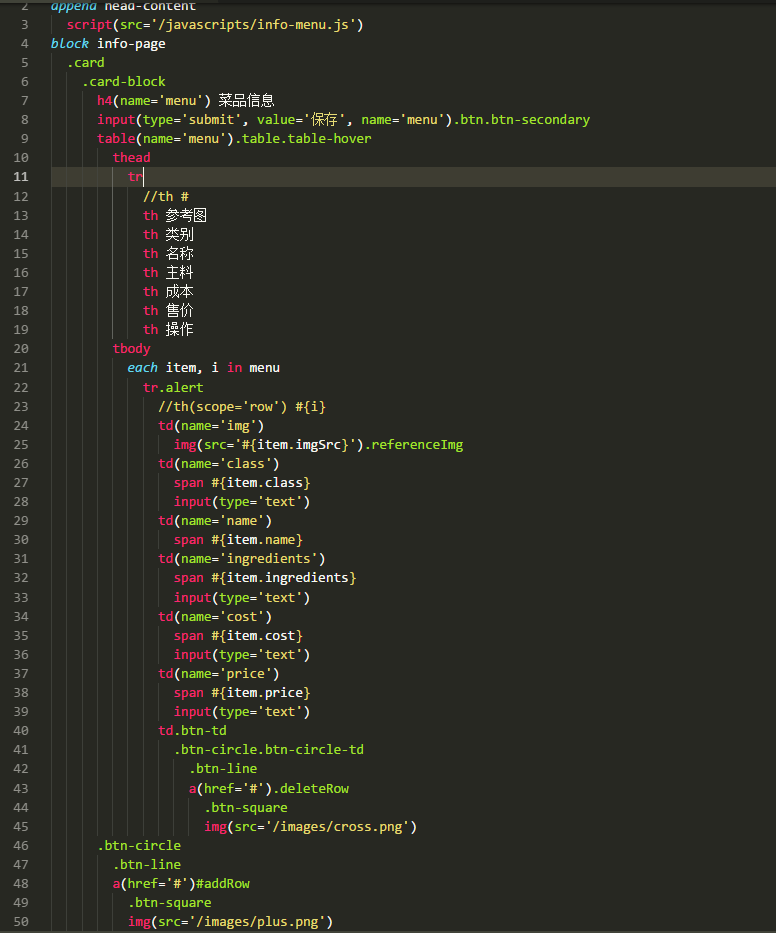 2 append head-content
3   script(src='/javascripts/info-menu.js')
4 block info-page
5   .card
6     .card-block
7       h4(name='menu') 菜品信息
8       input(type='submit', value='保存', name='menu').btn.btn-secondary
9       table(name='menu').table.table-hover
10         thead
11           tr
12             //th #
13             th 参考图
14             th 类别
15             th 名称
16             th 主料
17             th 成本
18             th 售价
19             th 操作
20         tbody
21           each item, i in menu
22             tr.alert
23               //th(scope='row') #{i}
24               td(name='img')
25                 img(src='#{item.imgSrc}').referenceImg
26               td(name='class')
27                 span #{item.class}
28                 input(type='text')
29               td(name='name')
30                 span #{item.name}
31               td(name='ingredients')
32                 span #{item.ingredients}
33                 input(type='text')
34               td(name='cost')
35                 span #{item.cost}
36                 input(type='text')
37               td(name='price')
38                 span #{item.price}
39                 input(type='text')
40               td.btn-td
41                 .btn-circle.btn-circle-td
42                   .btn-line
43                   a(href='#').deleteRow
44                     .btn-square
45                     img(src='/images/cross.png')
46       .btn-circle
47         .btn-line
48         a(href='#')#addRow
49           .btn-square
50           img(src='/images/plus.png')